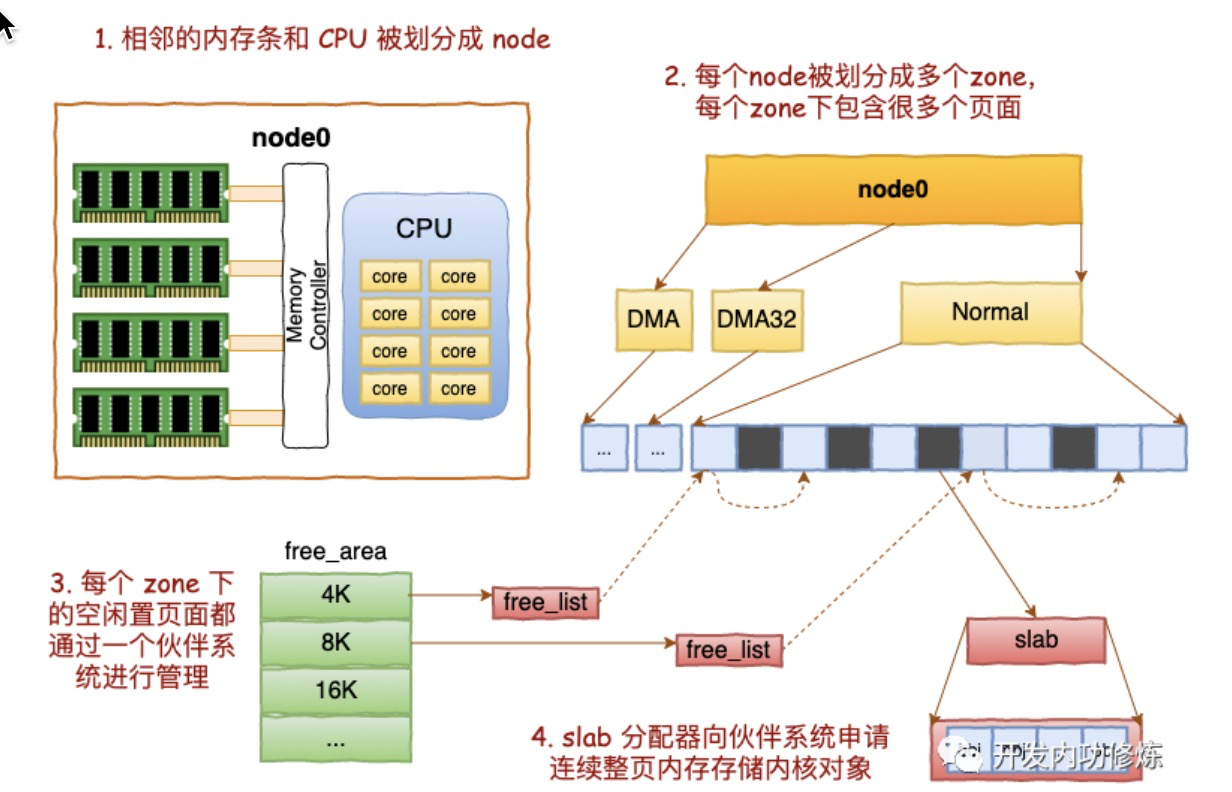 1. 相邻的内存条和 CPU 被划分成 node
node0
Memory
Controller
CPU
core core
core core
core core
core core
2. 每个node被划分成多个zone,
每个zone下包含很多个页面
node0
DMA DMA32 Normal
... ...
3. 每个 zone 下
的空闲置页面都
通过一个伙伴系
统进行管理
free_area
4K
8K
16K
...
free_list
free_list
slab
4. slab 分配器向伙伴系统申请
连续整页内存存储内核对象
开发内功修炼